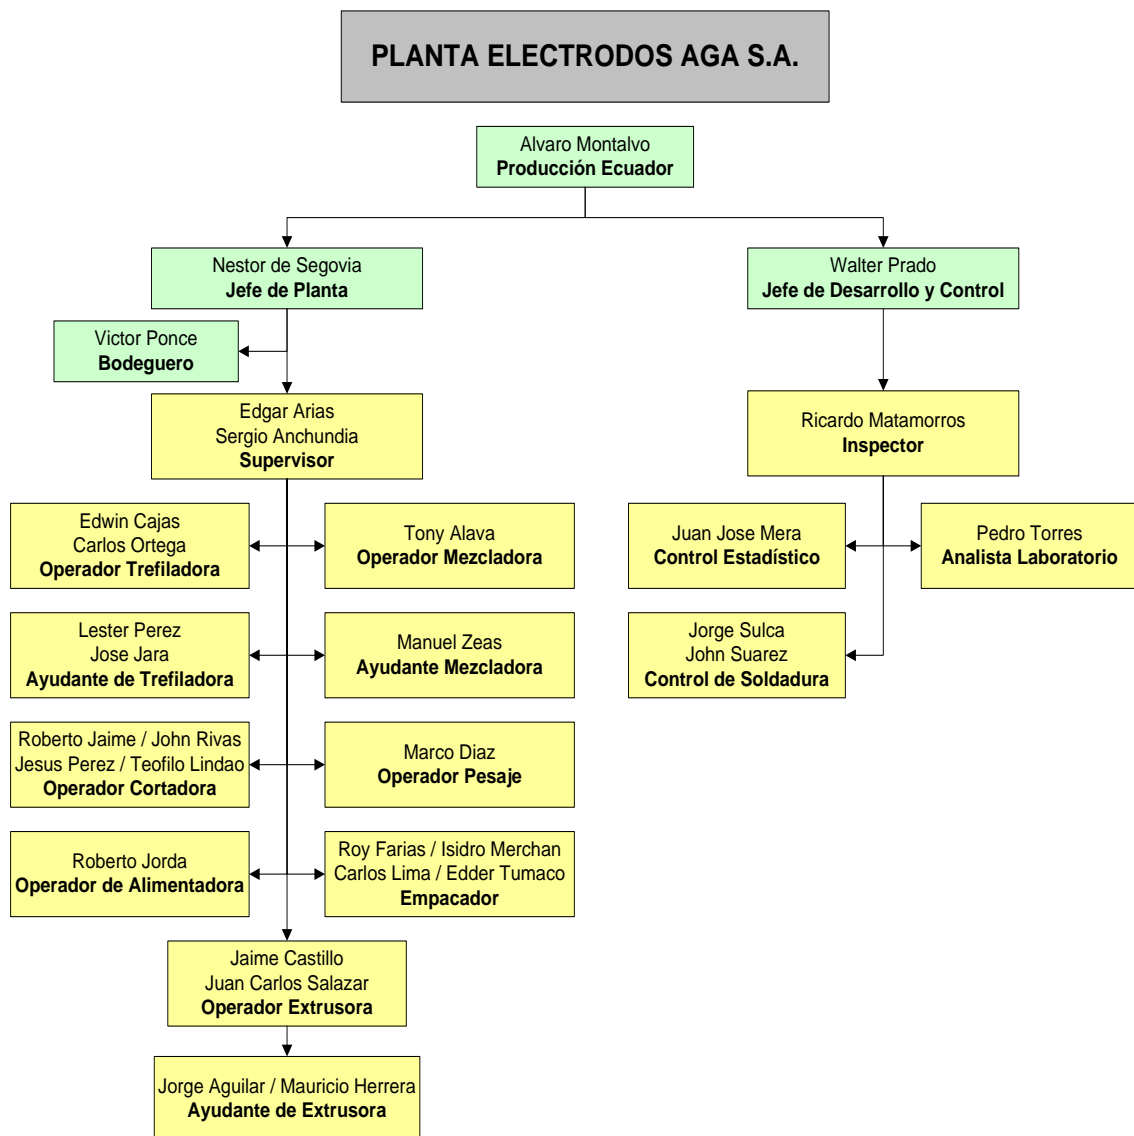 PLANTA ELECTRODOS AGA S.A.
Alvaro Montalvo
Producción Ecuador
Nestor de Segovia
Jefe de Planta
Walter Prado
Jefe de Desarrollo y Control
Victor Ponce
Bodeguero
Edgar Arias
Sergio Anchundia
Supervisor
Ricardo Matamorros
Inspector
Edwin Cajas
Carlos Ortega
Operador Trefiladora
Tony Alava
Operador Mezcladora
Juan Jose Mera
Control Estadístico
Pedro Torres
Analista Laboratorio
Lester Perez
Jose Jara
Ayudante de Trefiladora
Manuel Zeas
Ayudante Mezcladora
Jorge Sulca
John Suarez
Control de Soldadura
Roberto Jaime / John Rivas
Jesus Perez / Teofilo Lindao
Operador Cortadora
Marco Diaz
Operador Pesaje
Roberto Jorda
Operador de Alimentadora
Roy Farias / Isidro Merchan
Carlos Lima / Edder Tumaco
Empacador
Jaime Castillo
Juan Carlos Salazar
Operador Extrusora
Jorge Aguilar / Mauricio Herrera
Ayudante de Extrusora